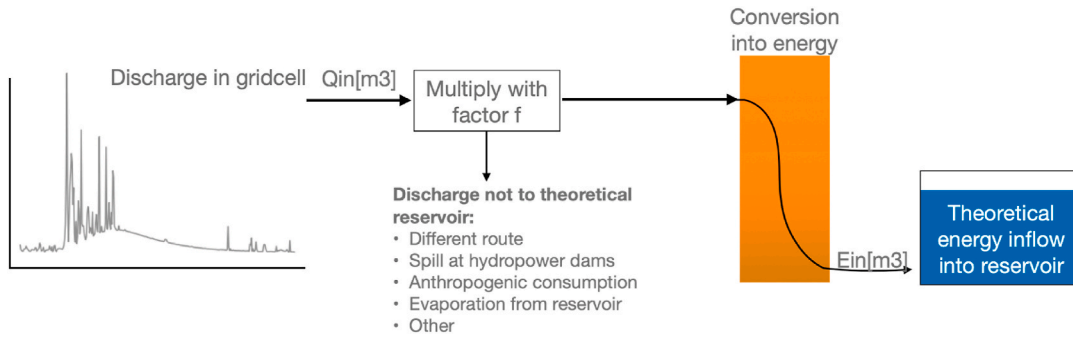 Conversion
into energy
Discharge in gridcell
Qin[m3]
Multiply with
factor f
Discharge not to theoretical
reservoir:
• Different route
• Spill at hydropower dams
• Anthropogenic consumption
• Evaporation from reservoir
• Other
Ein[m3]
Theoretical
energy inflow
into reservoir